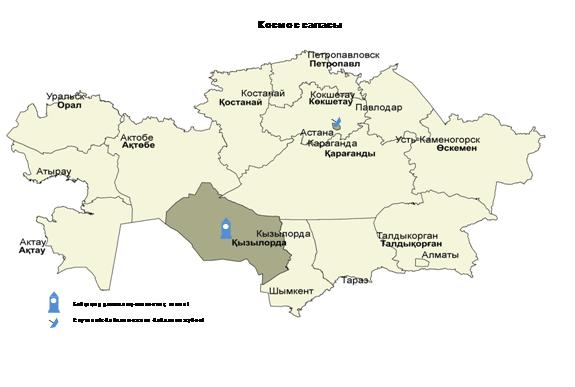 Космос саласы
Петропавловск
Петропавл
Уральск
Орал
Костанай
Қостанай
Кокшетау
Көкшетау
Павлодар
Актобе
Ақтөбе
Астана
Караганда
Қарағанды
Усть-Каменогорск
Өскемен
Атырау
Кызылорда
Қызылорда
Талдыкорган
Талдықорған
Актау
Ақтау
Алматы
Тараз
Шымкент